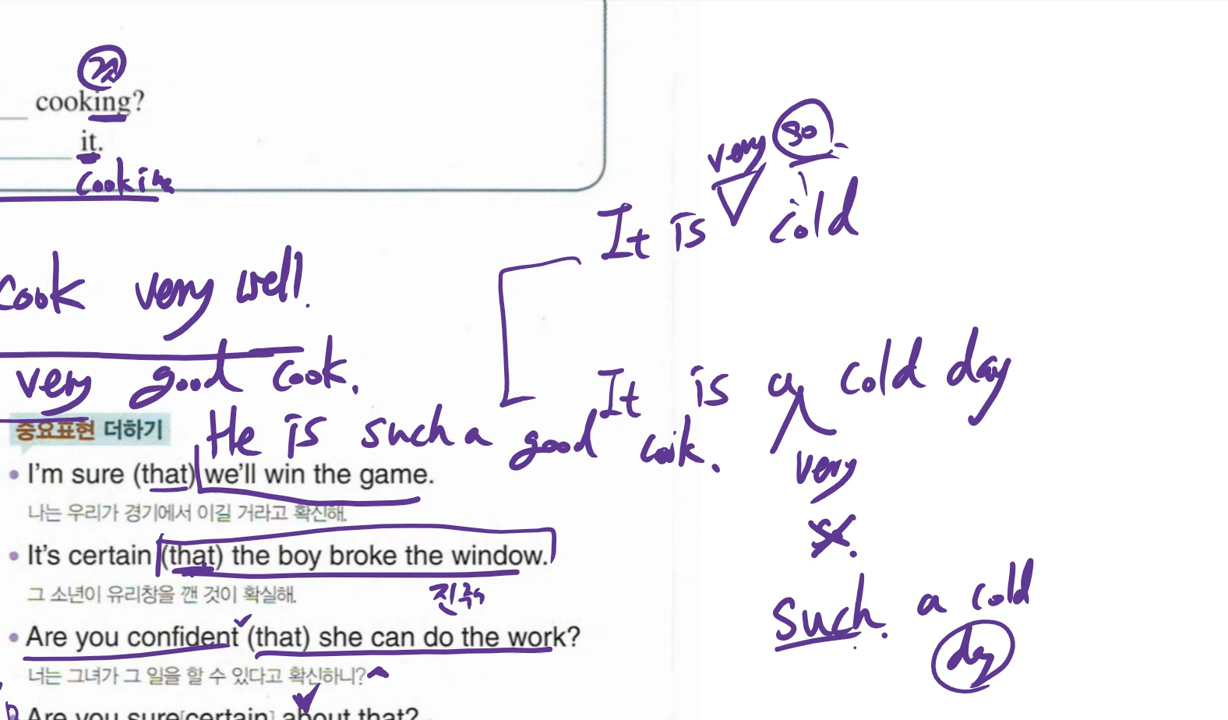 cooking?
it.
Cooking
very so
It is cold
Cook very well.
It is a cold day
very good cook.
중요표현 더하기
He is such a good cook.
very
so.
I'm sure (that) we'll win the game.
나는 우리가 경기에서 이길 거라고 확신해.
It's certain (that) the boy broke the window.
그 소년이 유리창을 깬 것이 확실해.
진주
Such. a cold
day
Are you confident (that) she can do the work?
너는 그녀가 그 일을 할 수 있다고 확신하니?
Are you sure[certain] about that?